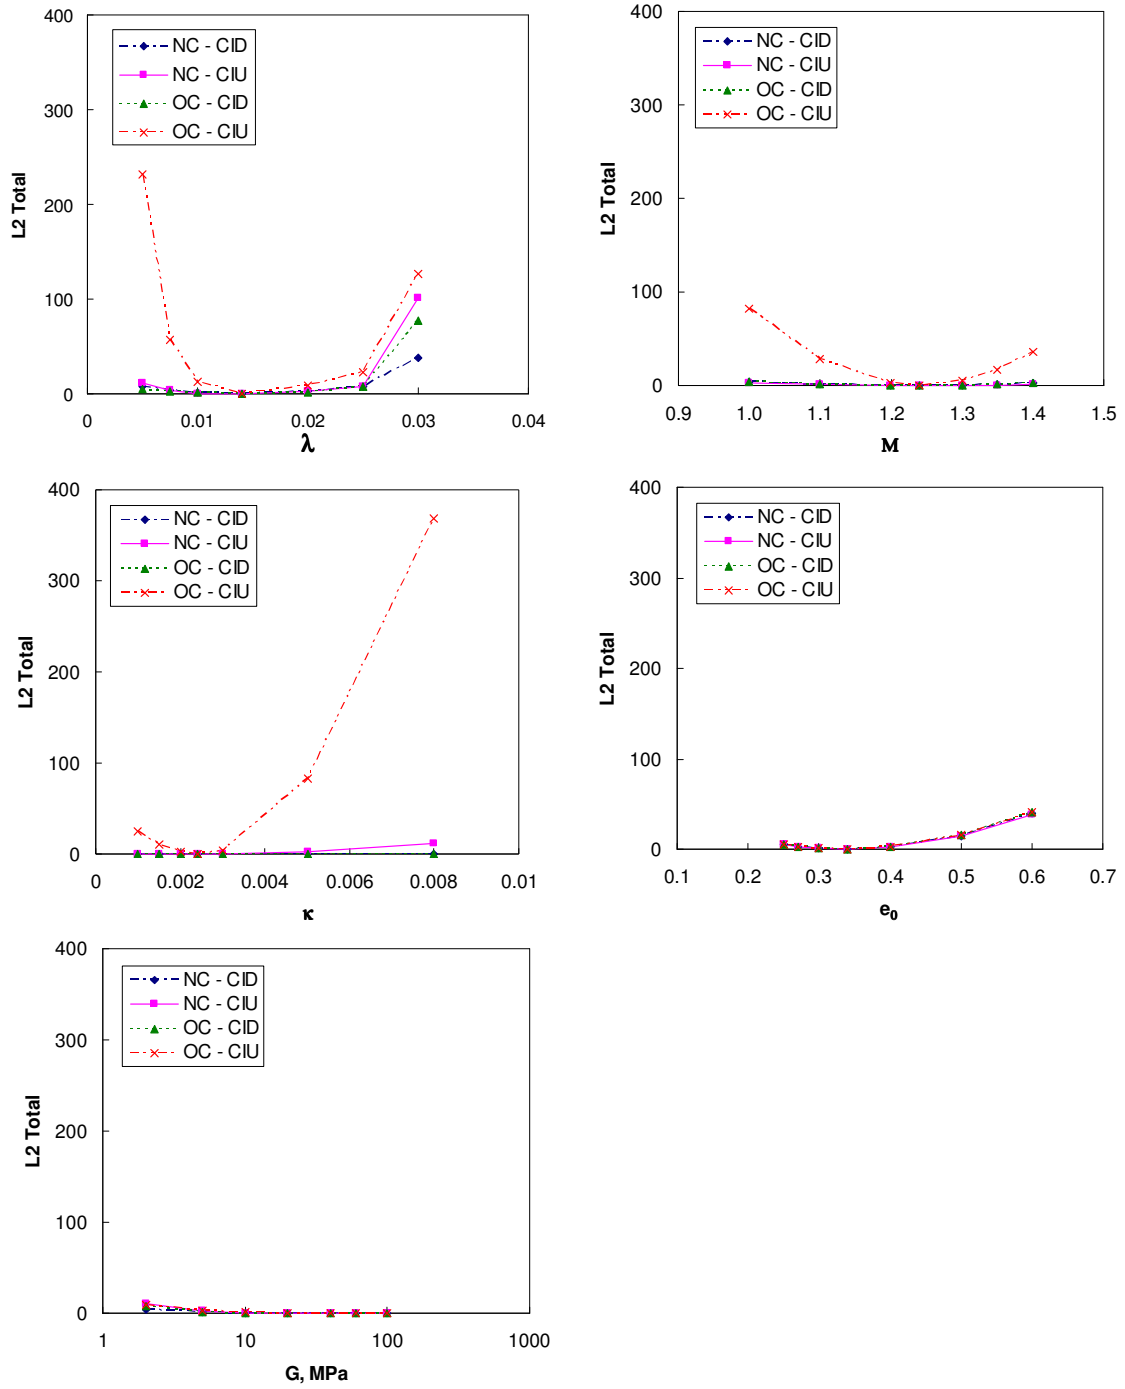 400
300
200
100
0
L2 Total
NC - CID
NC - CIU
OC - CID
OC - CIU
0 0.01 0.02 0.03 0.04
λ
400
300
200
100
0
L2 Total
NC - CID
NC - CIU
OC - CID
OC - CIU
0.9 1.0 1.1 1.2 1.3 1.4 1.5
M
400
300
200
100
0
L2 Total
NC - CID
NC - CIU
OC - CID
OC - CIU
0 0.002 0.004 0.006 0.008 0.01
κ
400
300
200
100
0
L2 Total
NC - CID
NC - CIU
OC - CID
OC - CIU
0.1 0.2 0.3 0.4 0.5 0.6 0.7
e₀
400
300
200
100
0
L2 Total
NC - CID
NC - CIU
OC - CID
OC - CIU
1 10 100 1000
G, MPa